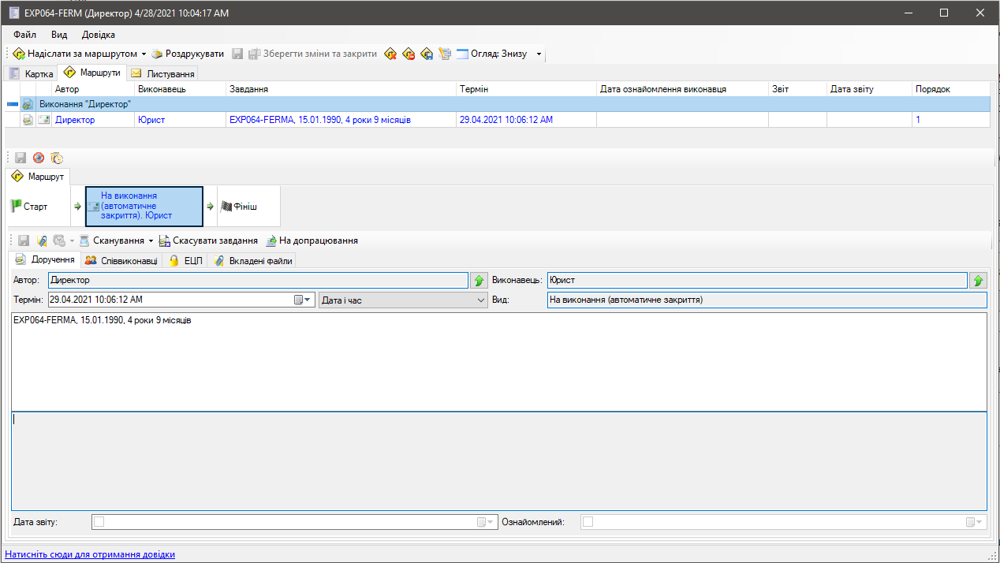 EXP064-FERM (Директор) 4/28/2021 10:04:17 AM
Файл Вид Довідка
Надіслати за маршрутом Роздрукувати Зберегти зміни та закрити Огляд: Знизу
Картка Маршрути Листування
Автор Виконавець Завдання Термін Дата ознайомлення виконавця Звіт Дата звіту Порядок
Виконання "Директор"
Директор Юрист EXP064-FERMA, 15.01.1990, 4 роки 9 місяців 29.04.2021 10:06:12 AM 1
Маршрут
Старт
На виконання
(автоматичне
закриття). Юрист
Фініш
Сканування Скасувати завдання На допрацювання
Доручення Співвиконавці ЕЦП Вкладені файли
Автор: Директор Виконавець: Юрист
Термін: 29.04.2021 10:06:12 AM Дата і час Вид: На виконання (автоматичне закриття)
EXP064-FERMA, 15.01.1990, 4 роки 9 місяців
Дата звіту: Ознайомлений:
Натисніть сюди для отримання довідки